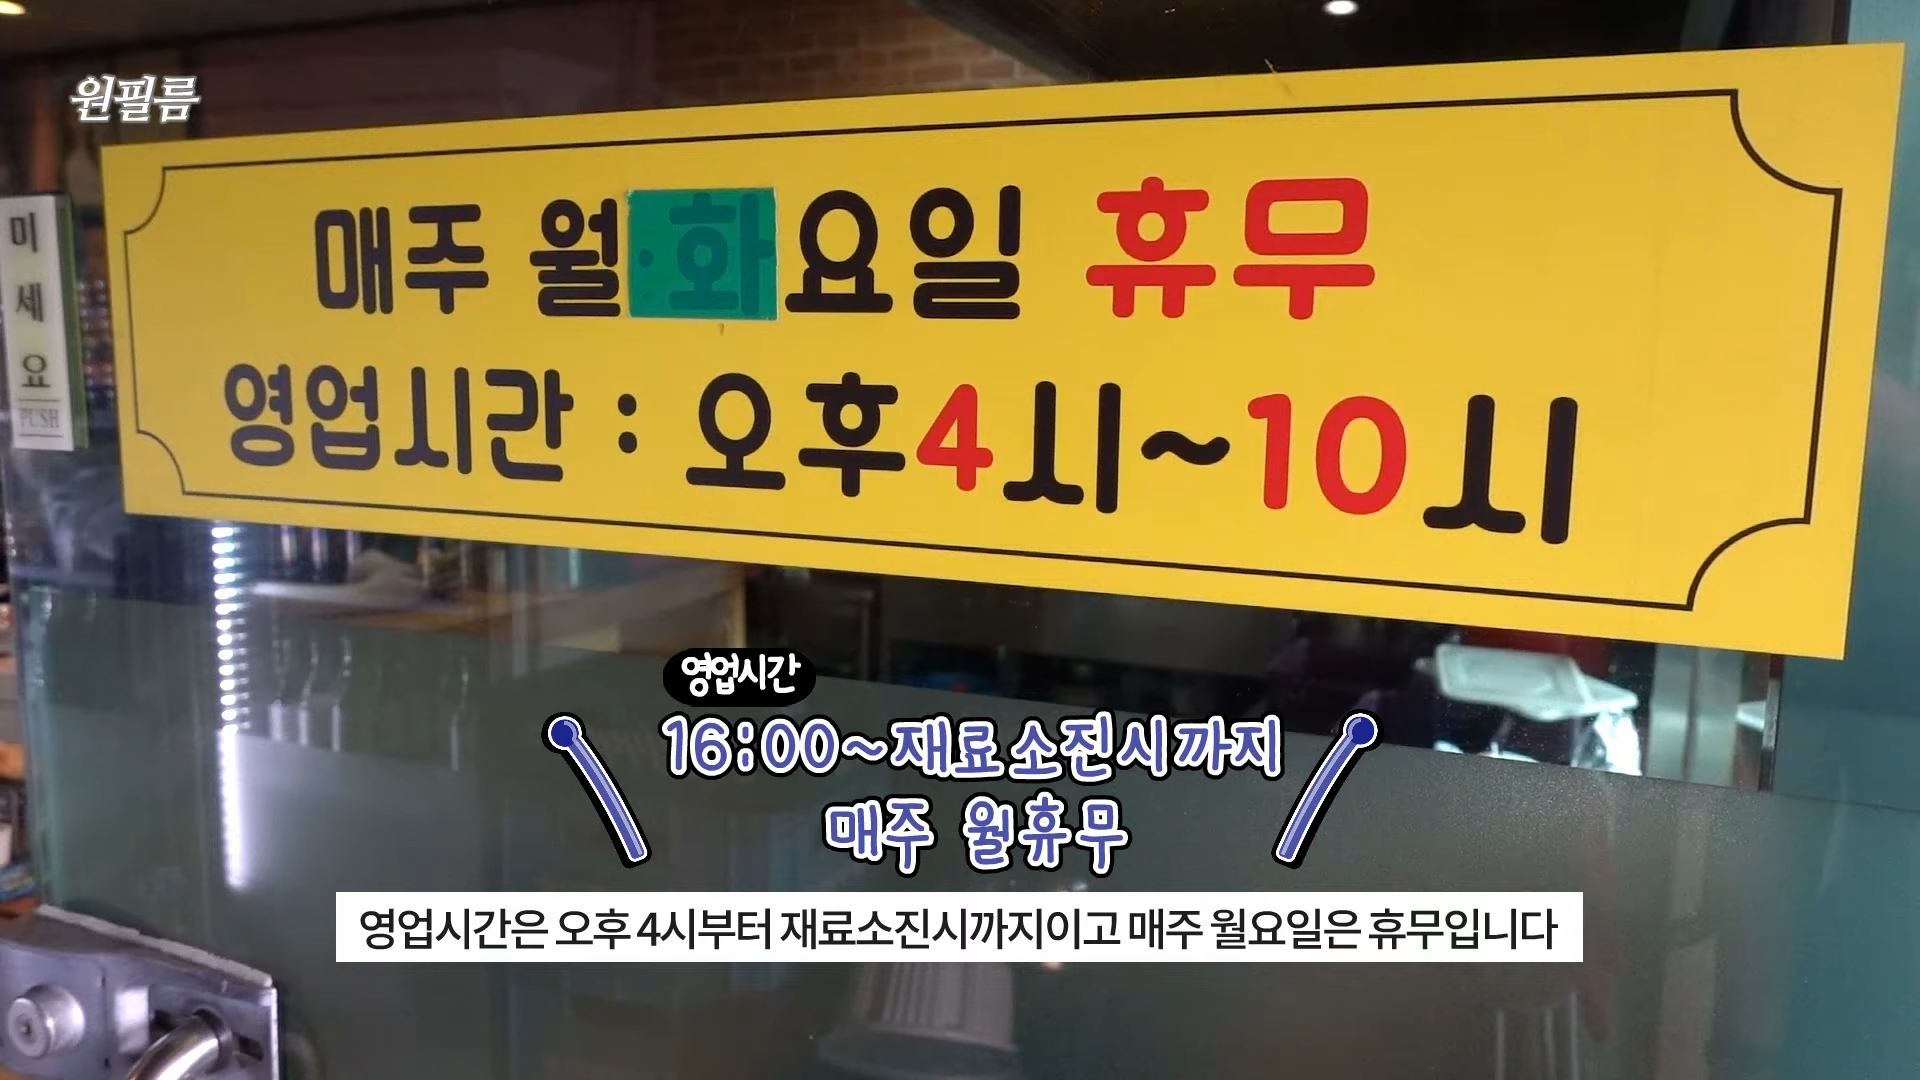 원필름
미
세
요
PUSH
매주 월·화요일 휴무
영업시간 : 오후4시~10시
영업시간
16:00~재료소진시까지
매주 월휴무
영업시간은 오후 4시부터 재료소진시까지이고 매주 월요일은 휴무입니다